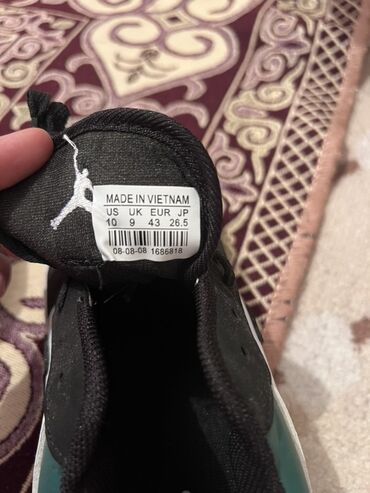 MADE IN VIETNAM
US UK EUR JP
10 9 43 26.5
08-08-08 1686818